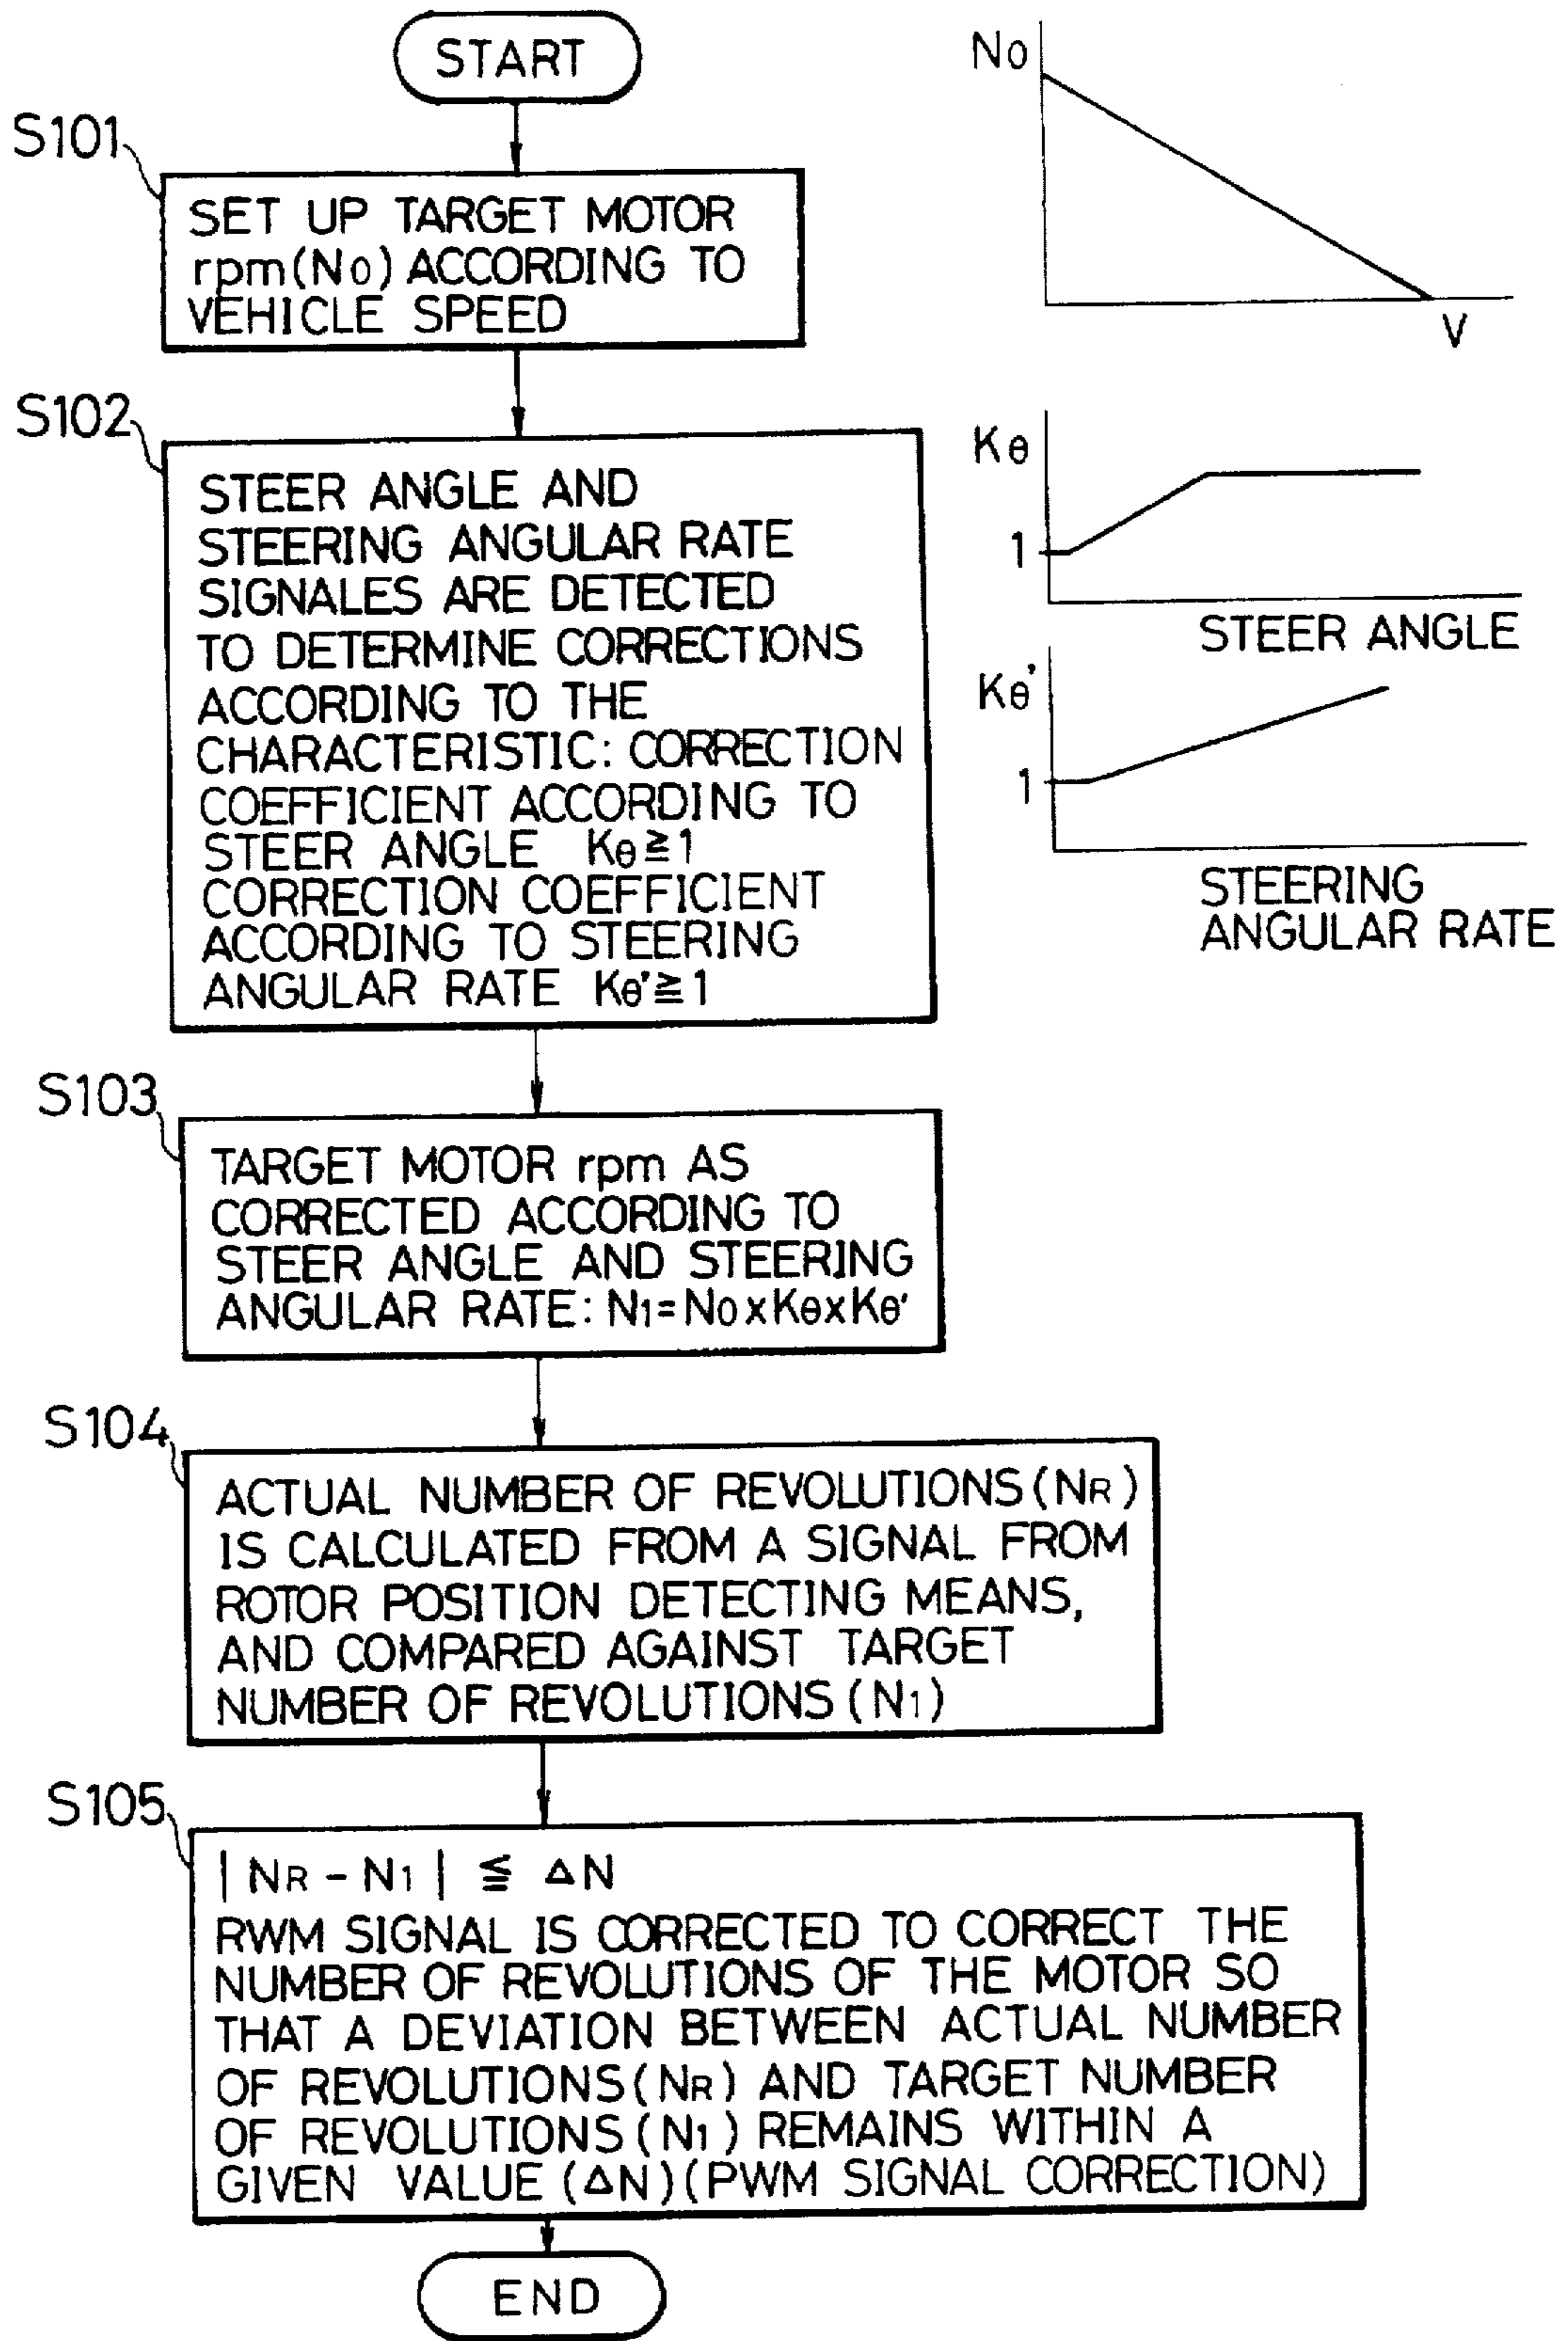 START
S101
SET UP TARGET MOTOR
rpm(N0) ACCORDING TO
VEHICLE SPEED
N0
V
S102
STEER ANGLE AND
STEERING ANGULAR RATE
SIGNALES ARE DETECTED
TO DETERMINE CORRECTIONS
ACCORDING TO THE
CHARACTERISTIC: CORRECTION
COEFFICIENT ACCORDING TO
STEER ANGLE Kθ≧1
CORRECTION COEFFICIENT
ACCORDING TO STEERING
ANGULAR RATE Kθ'≧1
Kθ
1
STEER ANGLE
Kθ'
1
STEERING
ANGULAR RATE
S103
TARGET MOTOR rpm AS
CORRECTED ACCORDING TO
STEER ANGLE AND STEERING
ANGULAR RATE: N1=N0xKθxKθ'
S104
ACTUAL NUMBER OF REVOLUTIONS(NR)
IS CALCULATED FROM A SIGNAL FROM
ROTOR POSITION DETECTING MEANS,
AND COMPARED AGAINST TARGET
NUMBER OF REVOLUTIONS(N1)
S105
|NR-N1| ≦ ΔN
RWM SIGNAL IS CORRECTED TO CORRECT THE
NUMBER OF REVOLUTIONS OF THE MOTOR SO
THAT A DEVIATION BETWEEN ACTUAL NUMBER
OF REVOLUTIONS(NR) AND TARGET NUMBER
OF REVOLUTIONS(N1) REMAINS WITHIN A
GIVEN VALUE (ΔN)(PWM SIGNAL CORRECTION)
END